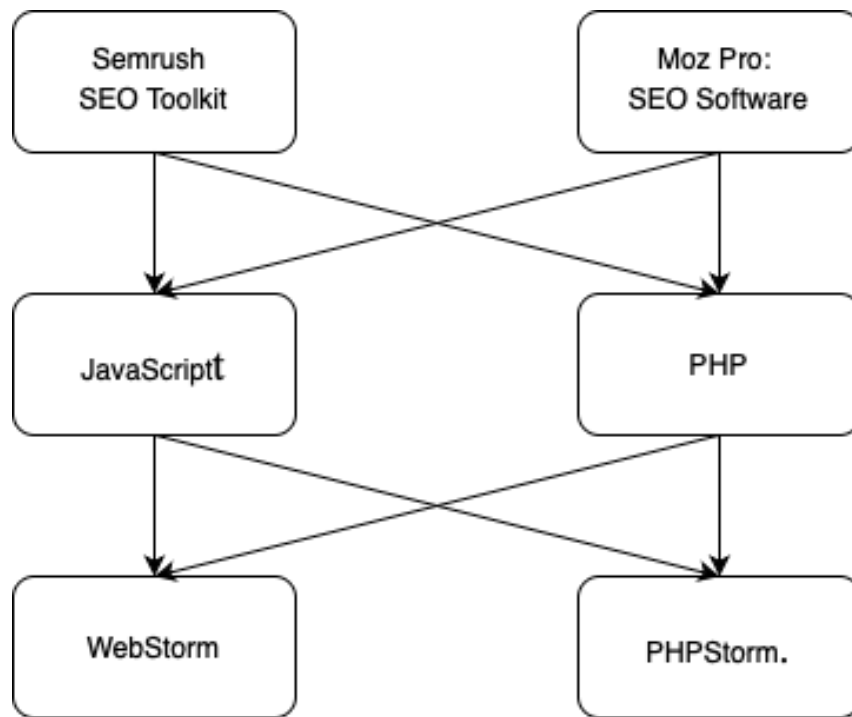 Semrush
SEO Toolkit
Moz Pro:
SEO Software
JavaScriptt
PHP
WebStorm
PHPStorm.